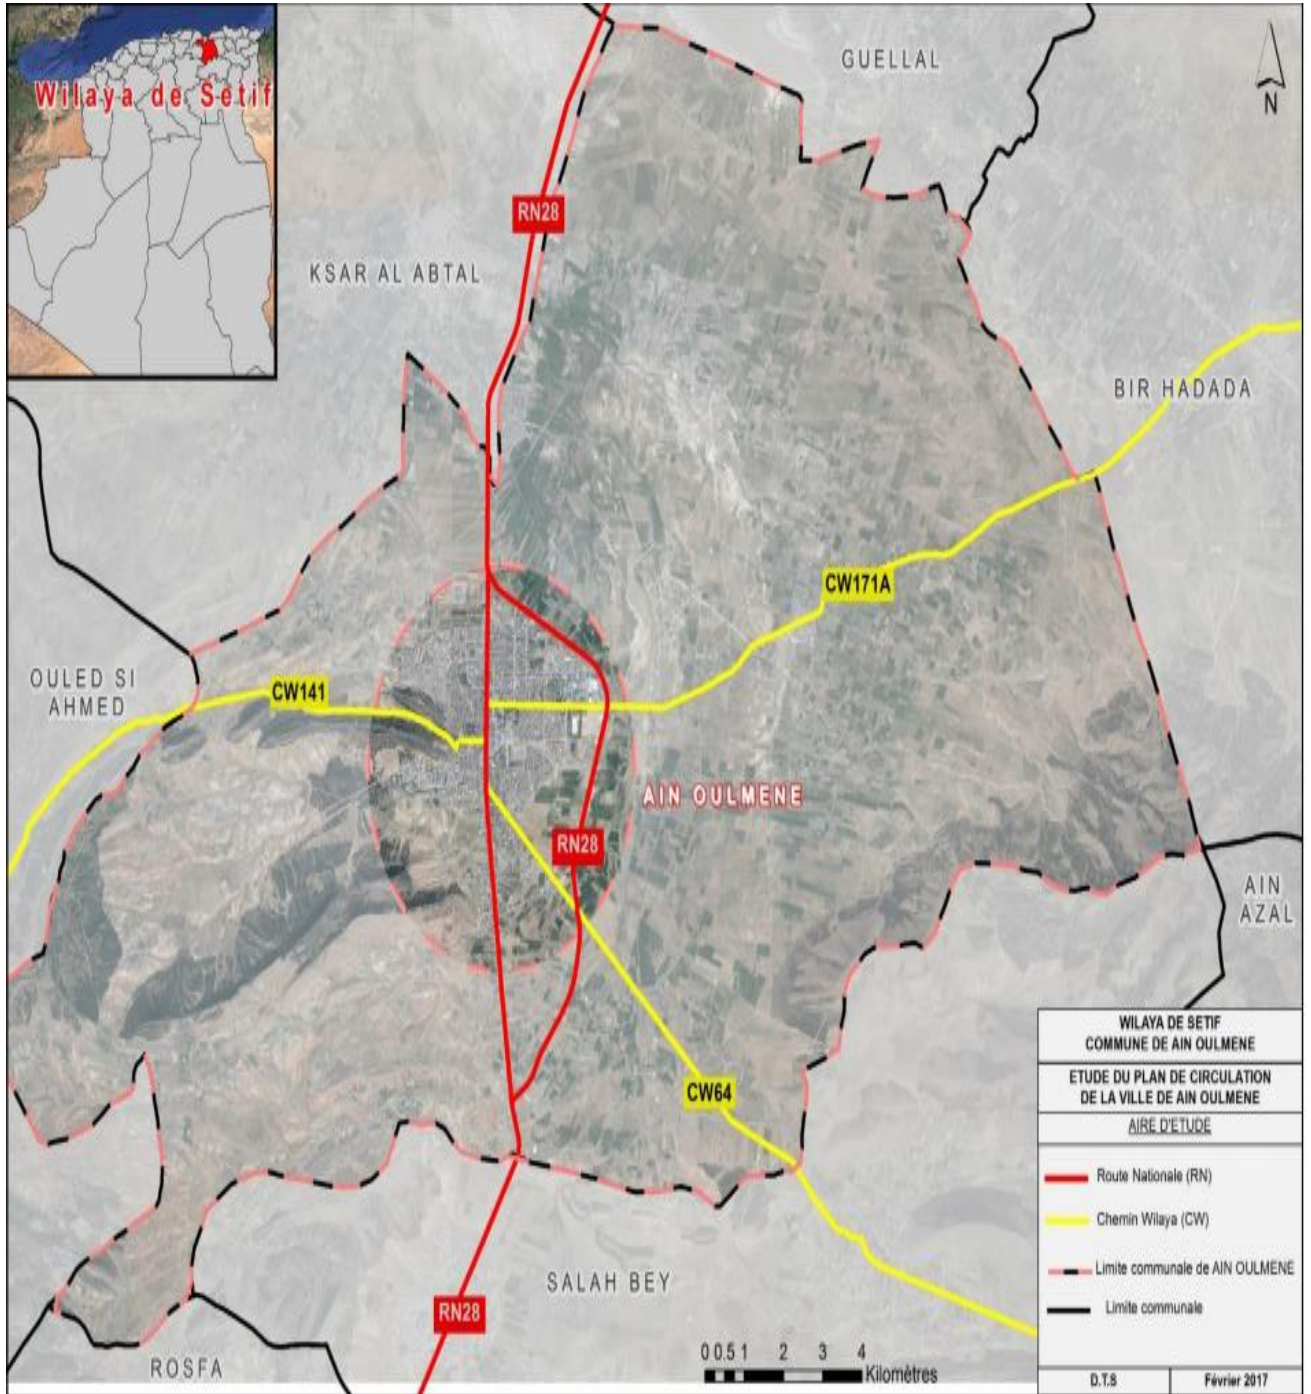 Wilaya de Setif
GUELLAL
N
RN28
KSAR AL ABTAL
BIR HADADA
CW171A
OULED SI
AHMED
CW141
AIN OULMENE
RN28
AIN
AZAL
CW64
SALAH BEY
RN28
ROSFA
0 0.5 1 2 3 4
Kilomètres
WILAYA DE SETIF
COMMUNE DE AIN OULMENE
ETUDE DU PLAN DE CIRCULATION
DE LA VILLE DE AIN OULMENE
AIRE D'ETUDE
Route Nationale (RN)
Chemin Wilaya (CW)
Limite communale de AIN OULMENE
Limite communale
D.T.S
Février 2017